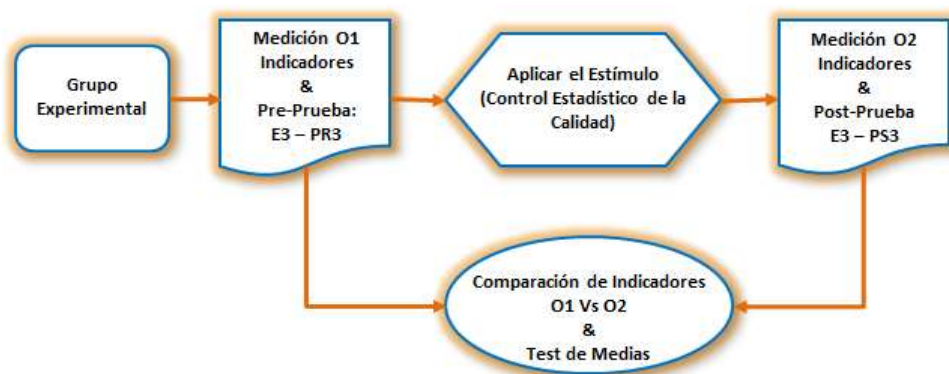 Grupo
Experimental
Medición O1
Indicadores
&
Pre-Prueba:
E3 – PR3
Aplicar el Estímulo
(Control Estadístico de la
Calidad)
Medición O2
Indicadores
&
Post-Prueba
E3 – PS3
Comparación de Indicadores
O1 Vs O2
&
Test de Medias